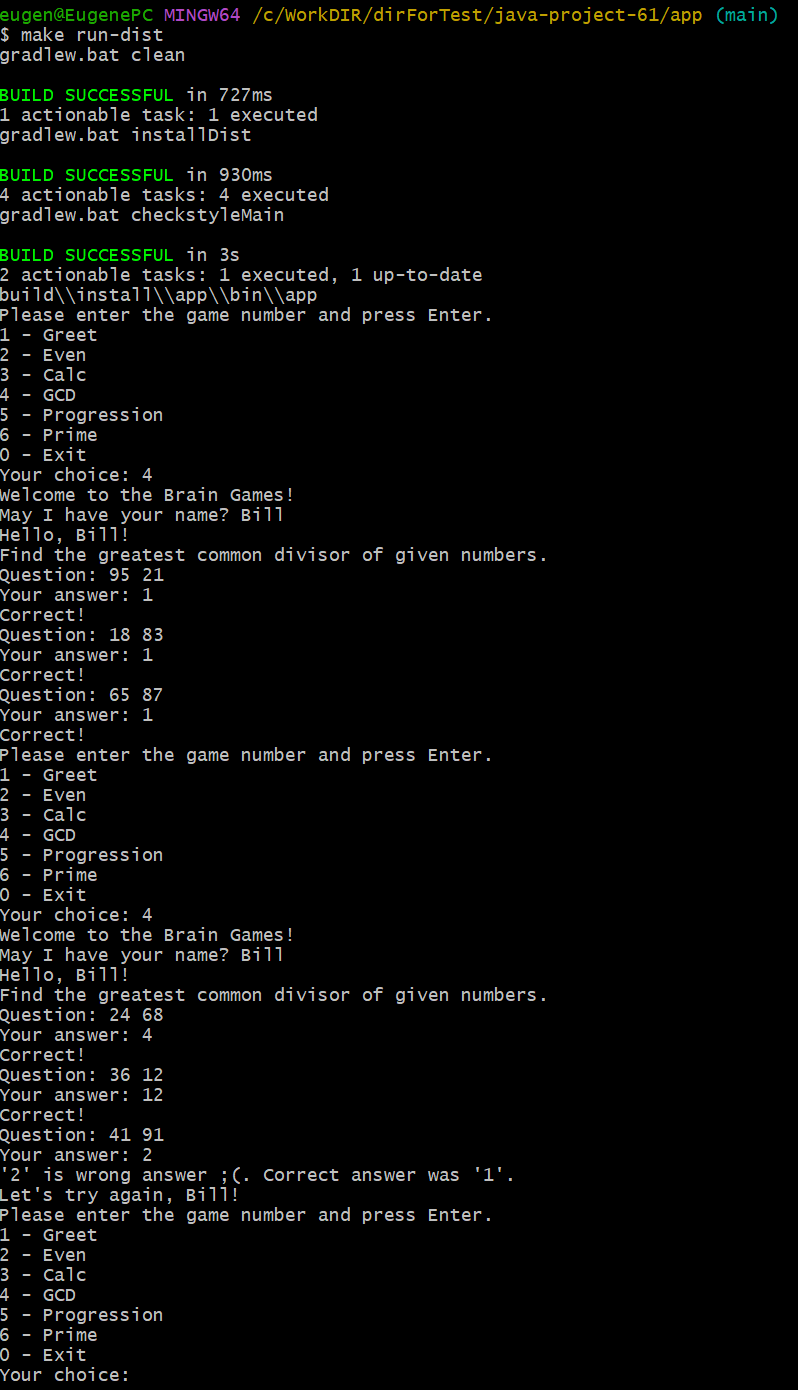 eugen@EugenePC MINGW64 /c/WorkDIR/dirForTest/java-project-61/app (main)
$ make run-dist
gradlew.bat clean
BUILD SUCCESSFUL in 727ms
1 actionable task: 1 executed
gradlew.bat installDist
BUILD SUCCESSFUL in 930ms
4 actionable tasks: 4 executed
gradlew.bat checkstyleMain
BUILD SUCCESSFUL in 3s
2 actionable tasks: 1 executed, 1 up-to-date
build\\install\\app\\bin\\app
Please enter the game number and press Enter.
1 - Greet
2 - Even
3 - Calc
4 - GCD
5 - Progression
6 - Prime
0 - Exit
Your choice: 4
Welcome to the Brain Games!
May I have your name? Bill
Hello, Bill!
Find the greatest common divisor of given numbers.
Question: 95 21
Your answer: 1
Correct!
Question: 18 83
Your answer: 1
Correct!
Question: 65 87
Your answer: 1
Correct!
Please enter the game number and press Enter.
1 - Greet
2 - Even
3 - Calc
4 - GCD
5 - Progression
6 - Prime
0 - Exit
Your choice: 4
Welcome to the Brain Games!
May I have your name? Bill
Hello, Bill!
Find the greatest common divisor of given numbers.
Question: 24 68
Your answer: 4
Correct!
Question: 36 12
Your answer: 12
Correct!
Question: 41 91
Your answer: 2
'2' is wrong answer ;(. Correct answer was '1'.
Let's try again, Bill!
Please enter the game number and press Enter.
1 - Greet
2 - Even
3 - Calc
4 - GCD
5 - Progression
6 - Prime
0 - Exit
Your choice: